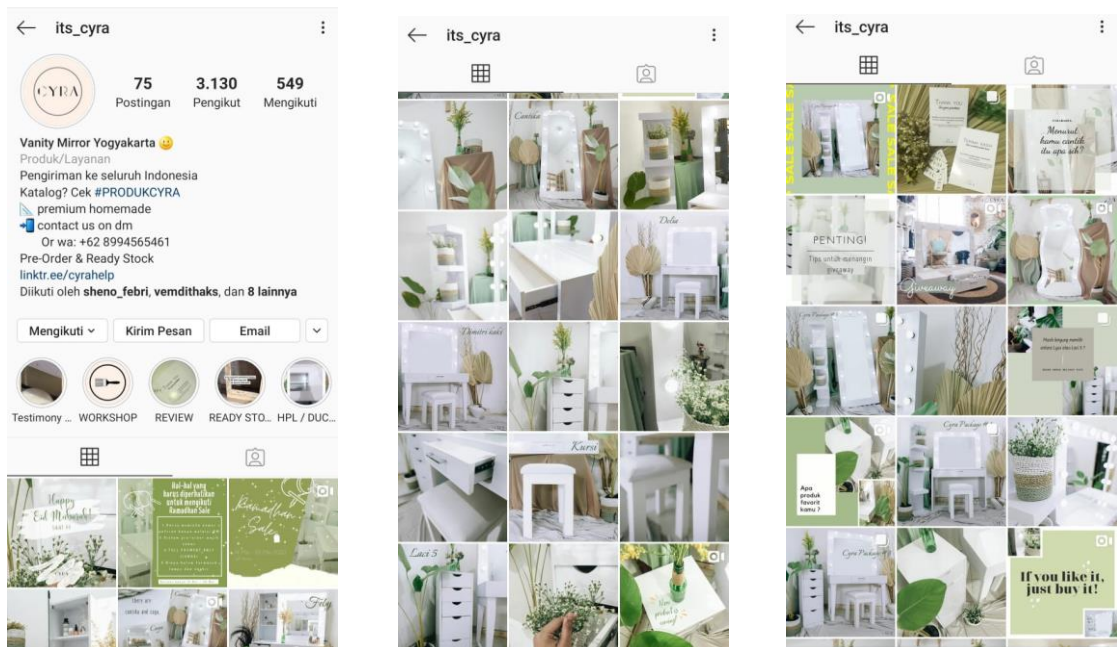 its_cyra
CYRA
75
3.130
549
Postingan
Pengikut
Mengikuti
Vanity Mirror Yogyakarta
Produk/Layanan
Pengiriman ke seluruh Indonesia
Katalog? Cek #PRODUKCYRA
premium homemade
contact us on dm
Or wa: +62 8994565461
Pre-Order & Ready Stock
linktr.ee/cyrahelp
Diikuti oleh sheno_febri, vemdithaks, dan 8 lainnya
Mengikuti
Kirim Pesan
Email
Testimony ...
WORKSHOP
REVIEW
READY STO...
HPL / DUC...
Happy
Eid Mubarak!
CYRA
Hal-hal yang
harus diperhatikan
untuk mengikuti
Ramadhan Sale
Ramadhan
Sale
its_cyra
Cantika
Kursi
Laci 5
its_cyra
SALE SALE
SALE SALE
THANK YOU
Menurut
kamu cantik
itu apa sih?
PENTING!
Tips untuk menangin
giveaway
Giveaway
Apa
produk
favorit
kamu ?
If you like it,
just buy it!